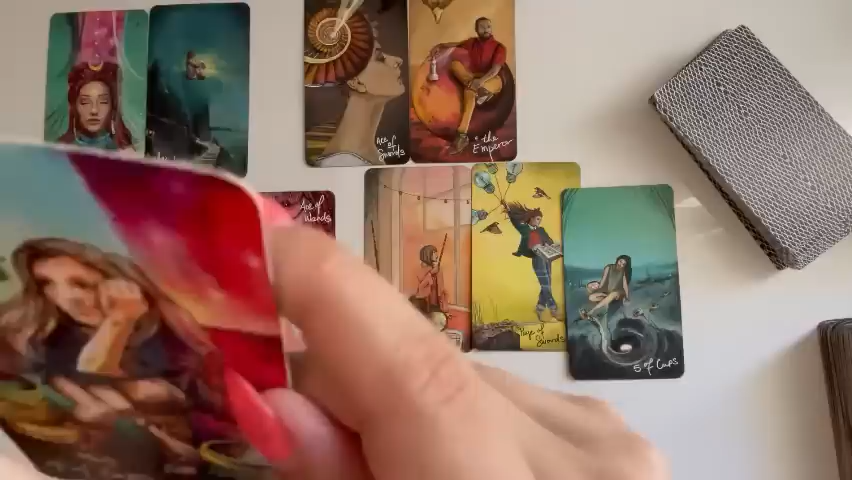 Ace
of
Swords
the
Emperor
Ace of
Wands
Page of
Swords
5 of Cups